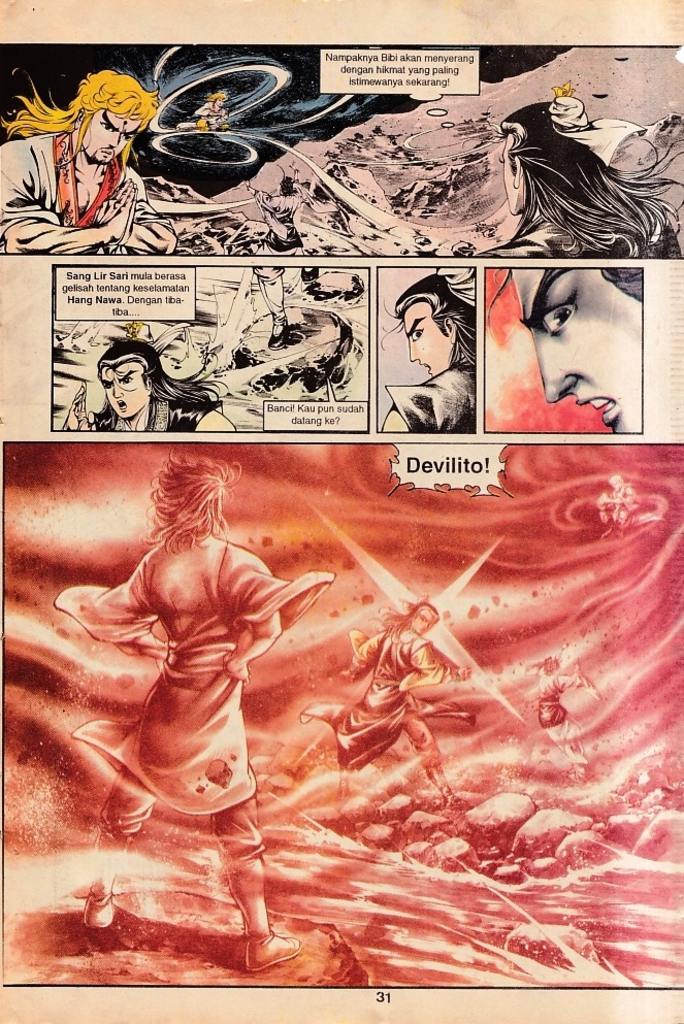 Nampaknya Bibi akan menyerang
dengan hikmat yang paling
istimewanya sekarang!
Sang Lir Sari mula berasa
gelisah tentang keselamatan
Hang Nawa. Dengan tiba-
tiba....
Banci! Kau pun sudah
datang ke?
Devilito!
31